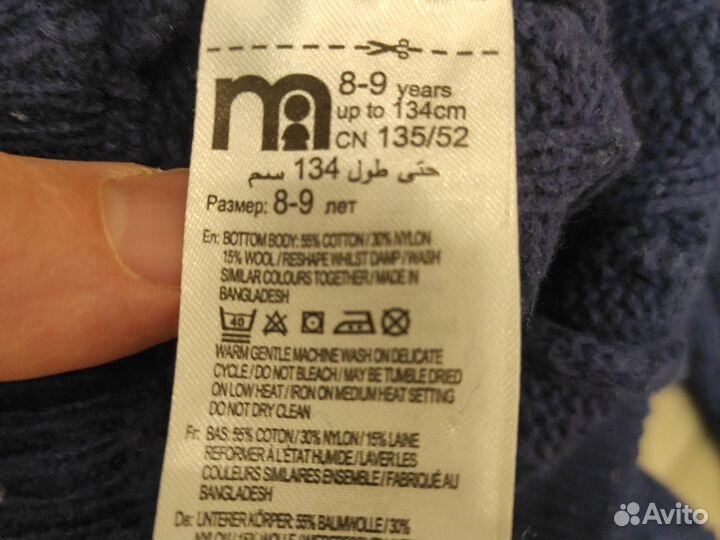 8-9 years
up to 134cm
CN 135/52
حتى طول 134 سم
Размер: 8-9 лет
En: BOTTOM BODY: 55% COTTON / 30% NYLON
15% WOOL / RESHAPE WHILST DAMP / WASH
SIMILAR COLOURS TOGETHER / MADE IN
BANGLADESH
40
WARM GENTLE MACHINE WASH ON DELICATE
CYCLE / DO NOT BLEACH / MAY BE TUMBLE DRIED
ON LOW HEAT / IRON ON MEDIUM HEAT SETTING
DO NOT DRY CLEAN
Fr: BAS: 55% COTON / 30% NYLON / 15% LAINE
REFORMER À L'ÉTAT HUMIDE / LAVER LES
COULEURS SIMILAIRES ENSEMBLE / FABRIQUÉ AU
BANGLADESH
De: UNTERER KÖRPER: 55% BAUMWOLLE / 30%
NYLON / 15% WOLLE
Avito